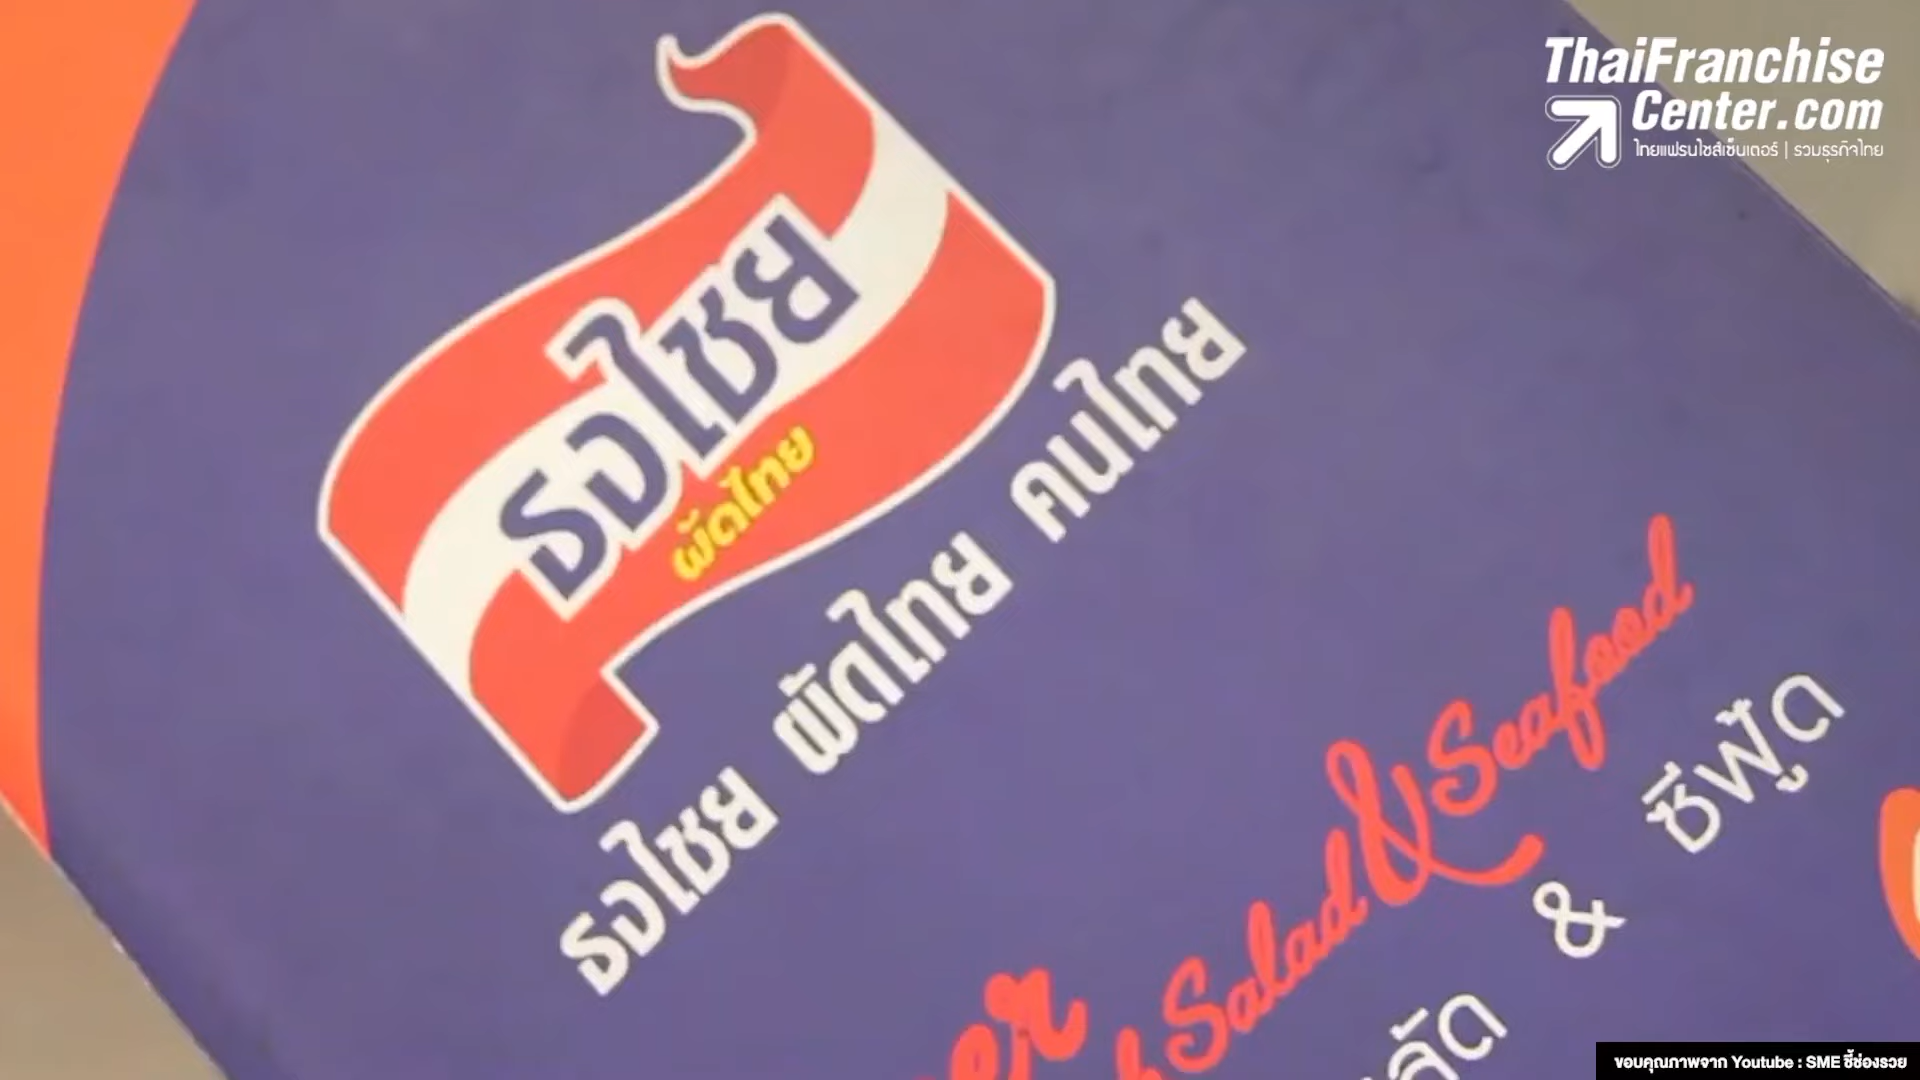 ThaiFranchise
Center.com
ไทยแฟรนไชส์เซ็นเตอร์ | รวมธุรกิจไทย
ธงไชย
ผัดไทย
ธงไชย ผัดไทย คนไทย
Salad & Seafood
& ซีฟู้ด
ขอบคุณภาพจาก Youtube : SME ชี้ช่องรวย